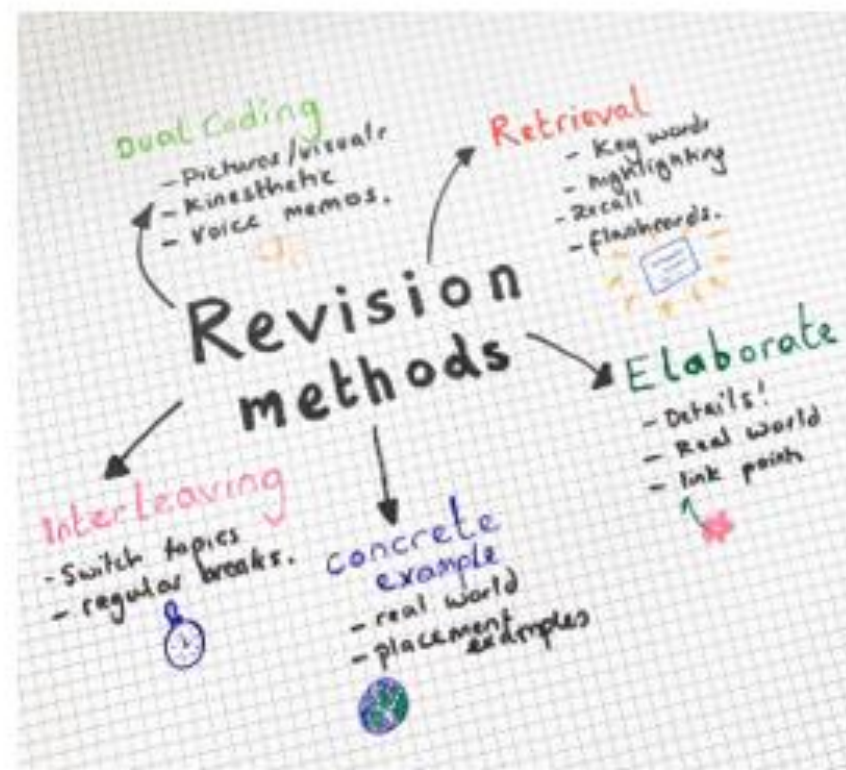 Dual Coding
- Pictures/visuals
- Kinesthetic
- Voice memos.
Retrieval
- Key words
- highlighting
- Recall
- flashcards.
Revision
methods
Elaborate
- Details!
- Real world
- link points
Interleaving
- Switch topics
- regular breaks.
concrete
example
- real world
- placement
examples